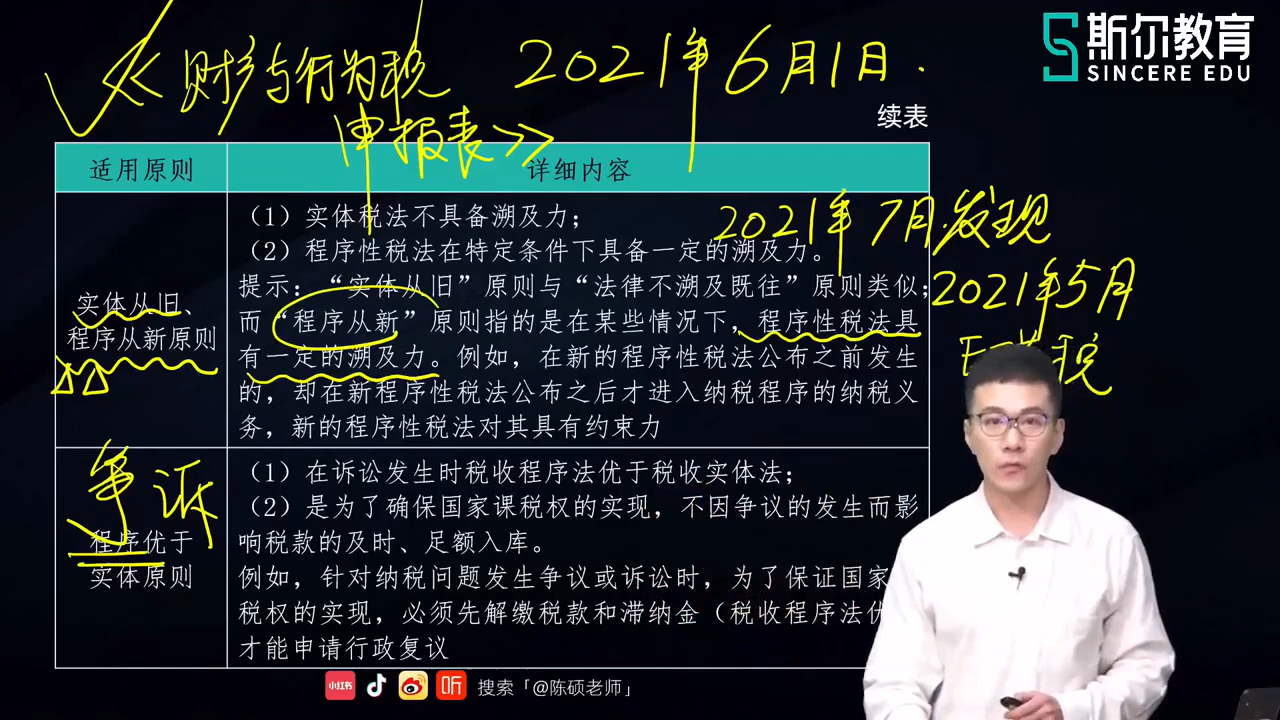 斯尔教育
SINCERE EDU
《财产与行为税 2021年6月1日.
申报表》
续表
适用原则 详细内容
实体从旧、
程序从新原则
(1)实体税法不具备溯及力;
(2)程序性税法在特定条件下具备一定的溯及力。
提示:“实体从旧”原则与“法律不溯及既往”原则类似;
而“程序从新”原则指的是在某些情况下,程序性税法具
有一定的溯及力。例如,在新的程序性税法公布之前发生
的,却在新程序性税法公布之后才进入纳税程序的纳税义
务,新的程序性税法对其具有约束力
2021年7月.发现
2021年5月
税
争诉
程序优于
实体原则
(1)在诉讼发生时税收程序法优于税收实体法;
(2)是为了确保国家课税权的实现,不因争议的发生而影
响税款的及时、足额入库。
例如,针对纳税问题发生争议或诉讼时,为了保证国家
税权的实现,必须先解缴税款和滞纳金(税收程序法优
才能申请行政复议
小红书 听 搜索「@陈硕老师」